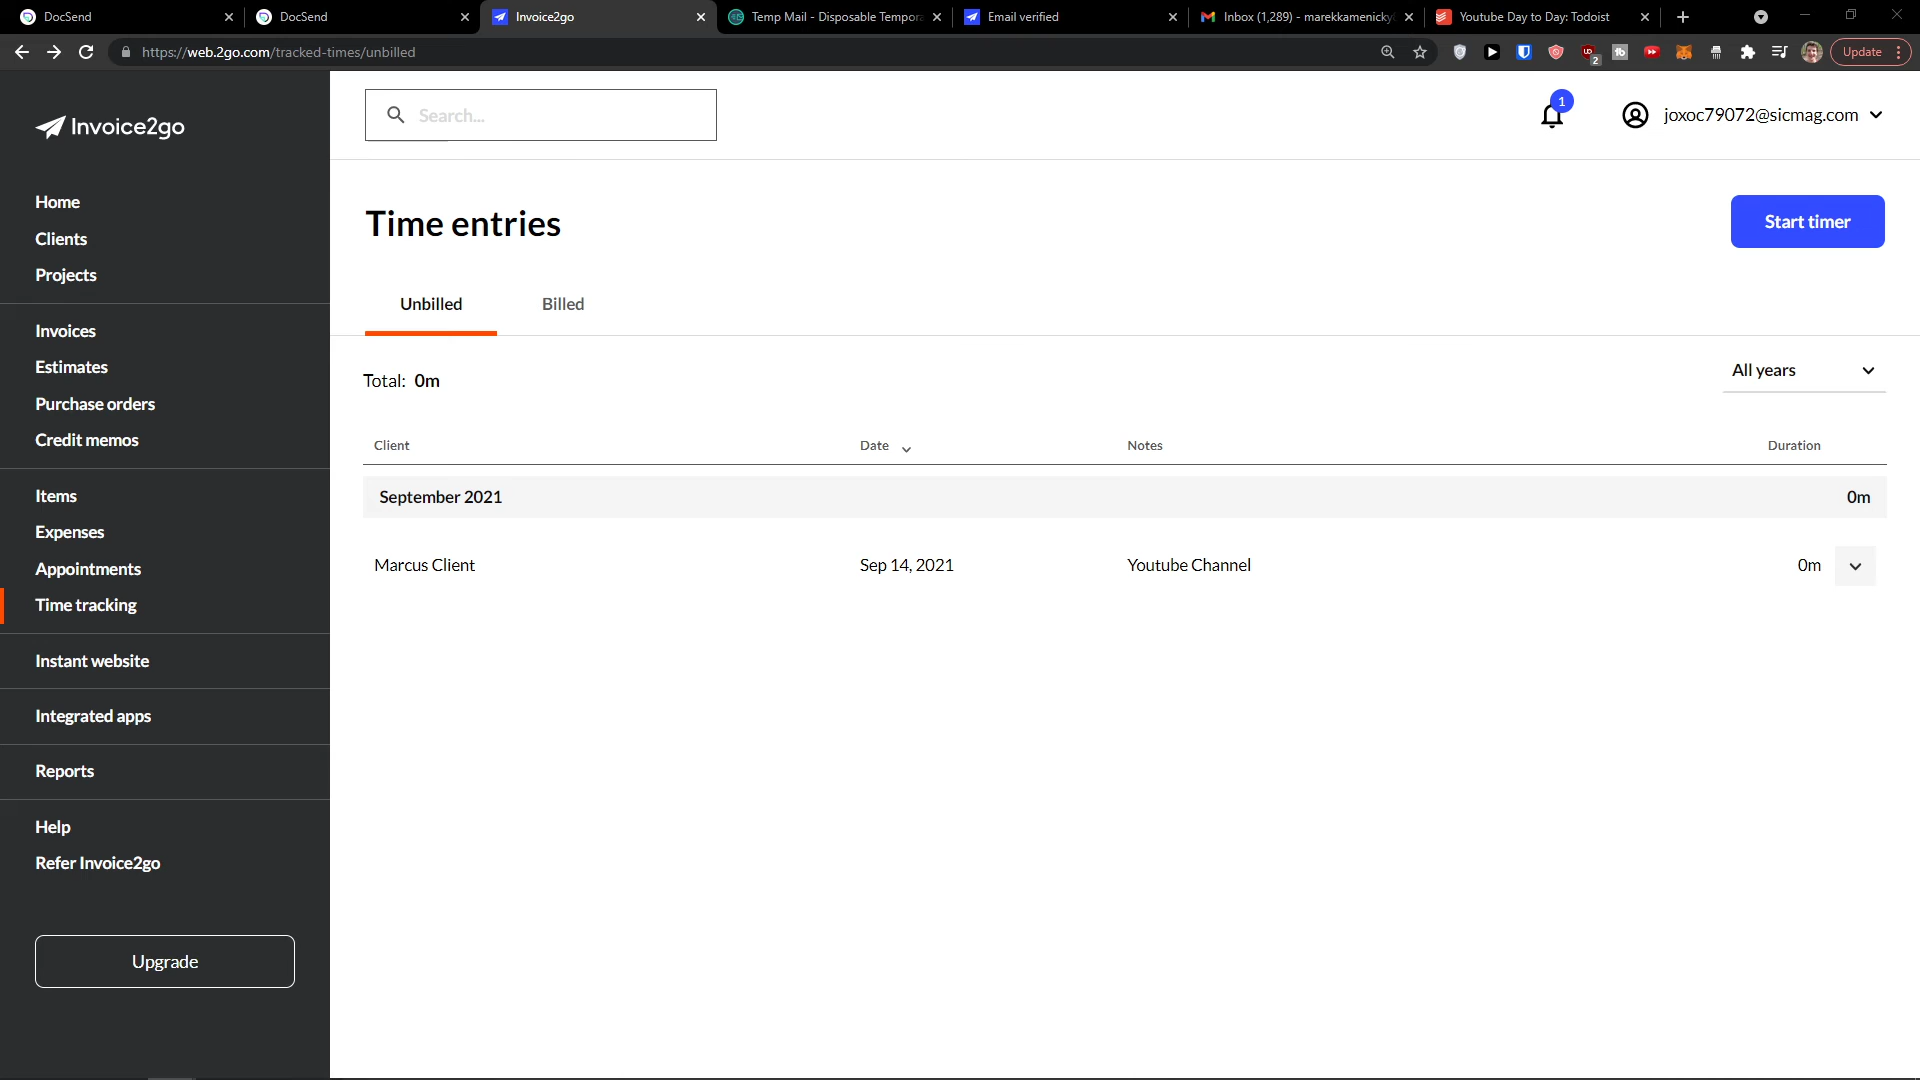 DocSend
DocSend
Invoice2go
Temp Mail - Disposable Tempora
Email verified
Inbox (1,289) - marekkamenicky
Youtube Day to Day: Todoist
https://web.2go.com/tracked-times/unbilled
2
Update
Invoice2go
Search...
1
joxoc79072@sicmag.com
Home
Clients
Projects
Invoices
Estimates
Purchase orders
Credit memos
Items
Expenses
Appointments
Time tracking
Instant website
Integrated apps
Reports
Help
Refer Invoice2go
Upgrade
Time entries
Start timer
Unbilled
Billed
Total: 0m
All years
Client
Date
Notes
Duration
September 2021
0m
Marcus Client
Sep 14, 2021
Youtube Channel
0m